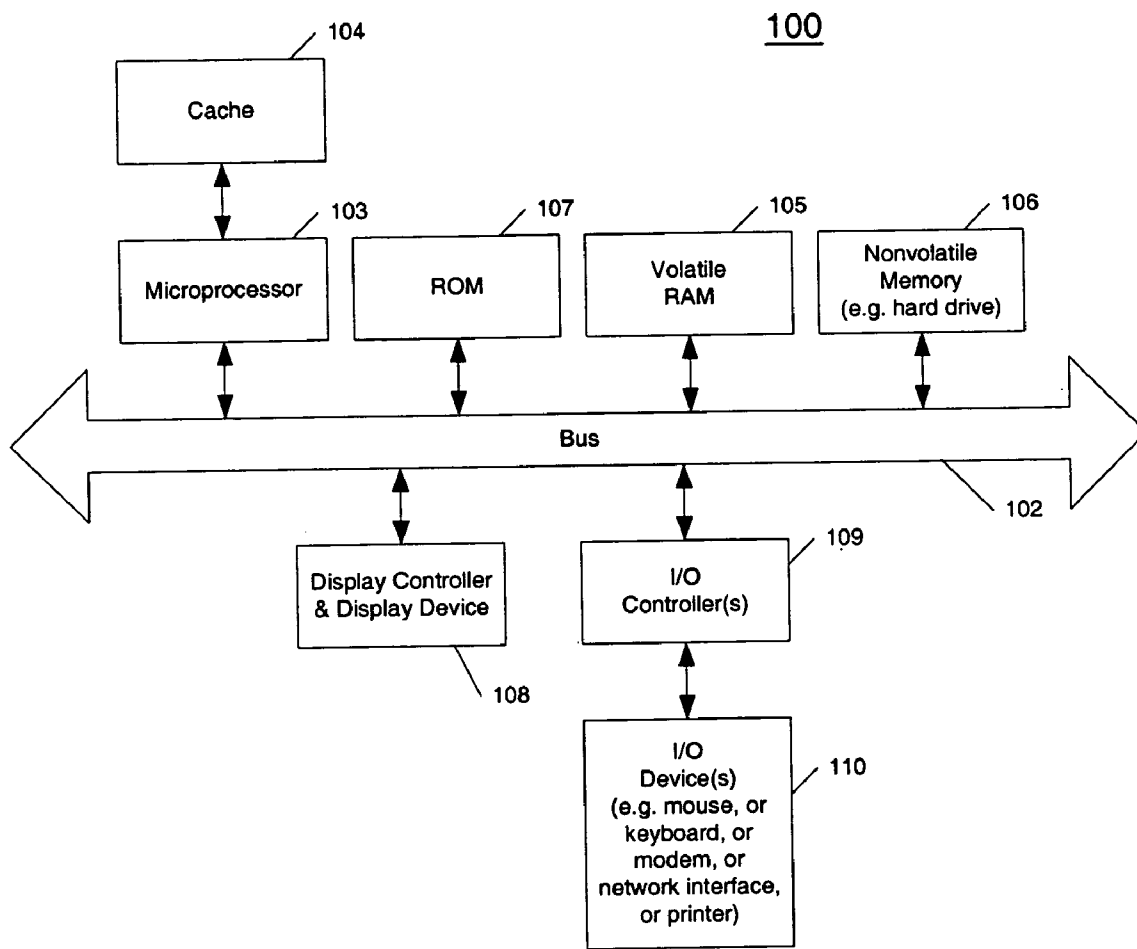 100
104
Cache
103
Microprocessor
107
ROM
105
Volatile
RAM
106
Nonvolatile
Memory
(e.g. hard drive)
Bus
102
Display Controller
& Display Device
108
109
I/O
Controller(s)
110
I/O
Device(s)
(e.g. mouse, or
keyboard, or
modem, or
network interface,
or printer)